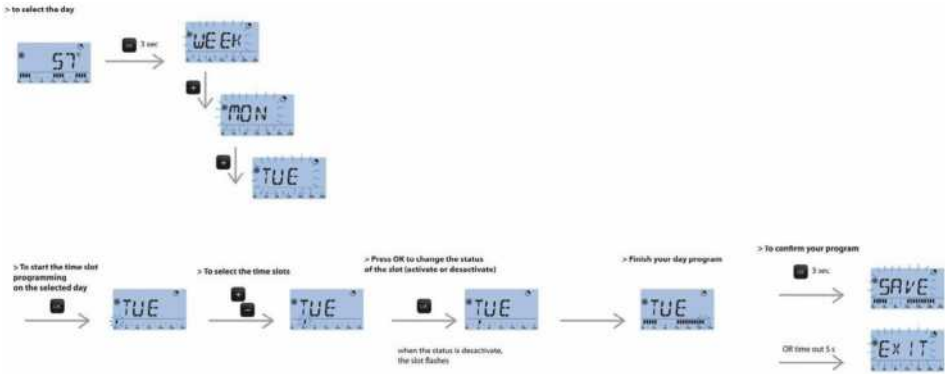 > to select the day
57°
3 sec
WEEK
+
MON
+
TUE
> To start the time slot
programming
on the selected day
TUE
> To select the time slots
+
-
TUE
> Press OK to change the status
of the slot (activate or desactivate)
TUE
when the status is desactivate,
the slot flashes
> Finish your day program
TUE
> To confirm your program
3 sec
SAVE
OR time out 5 s
EXIT